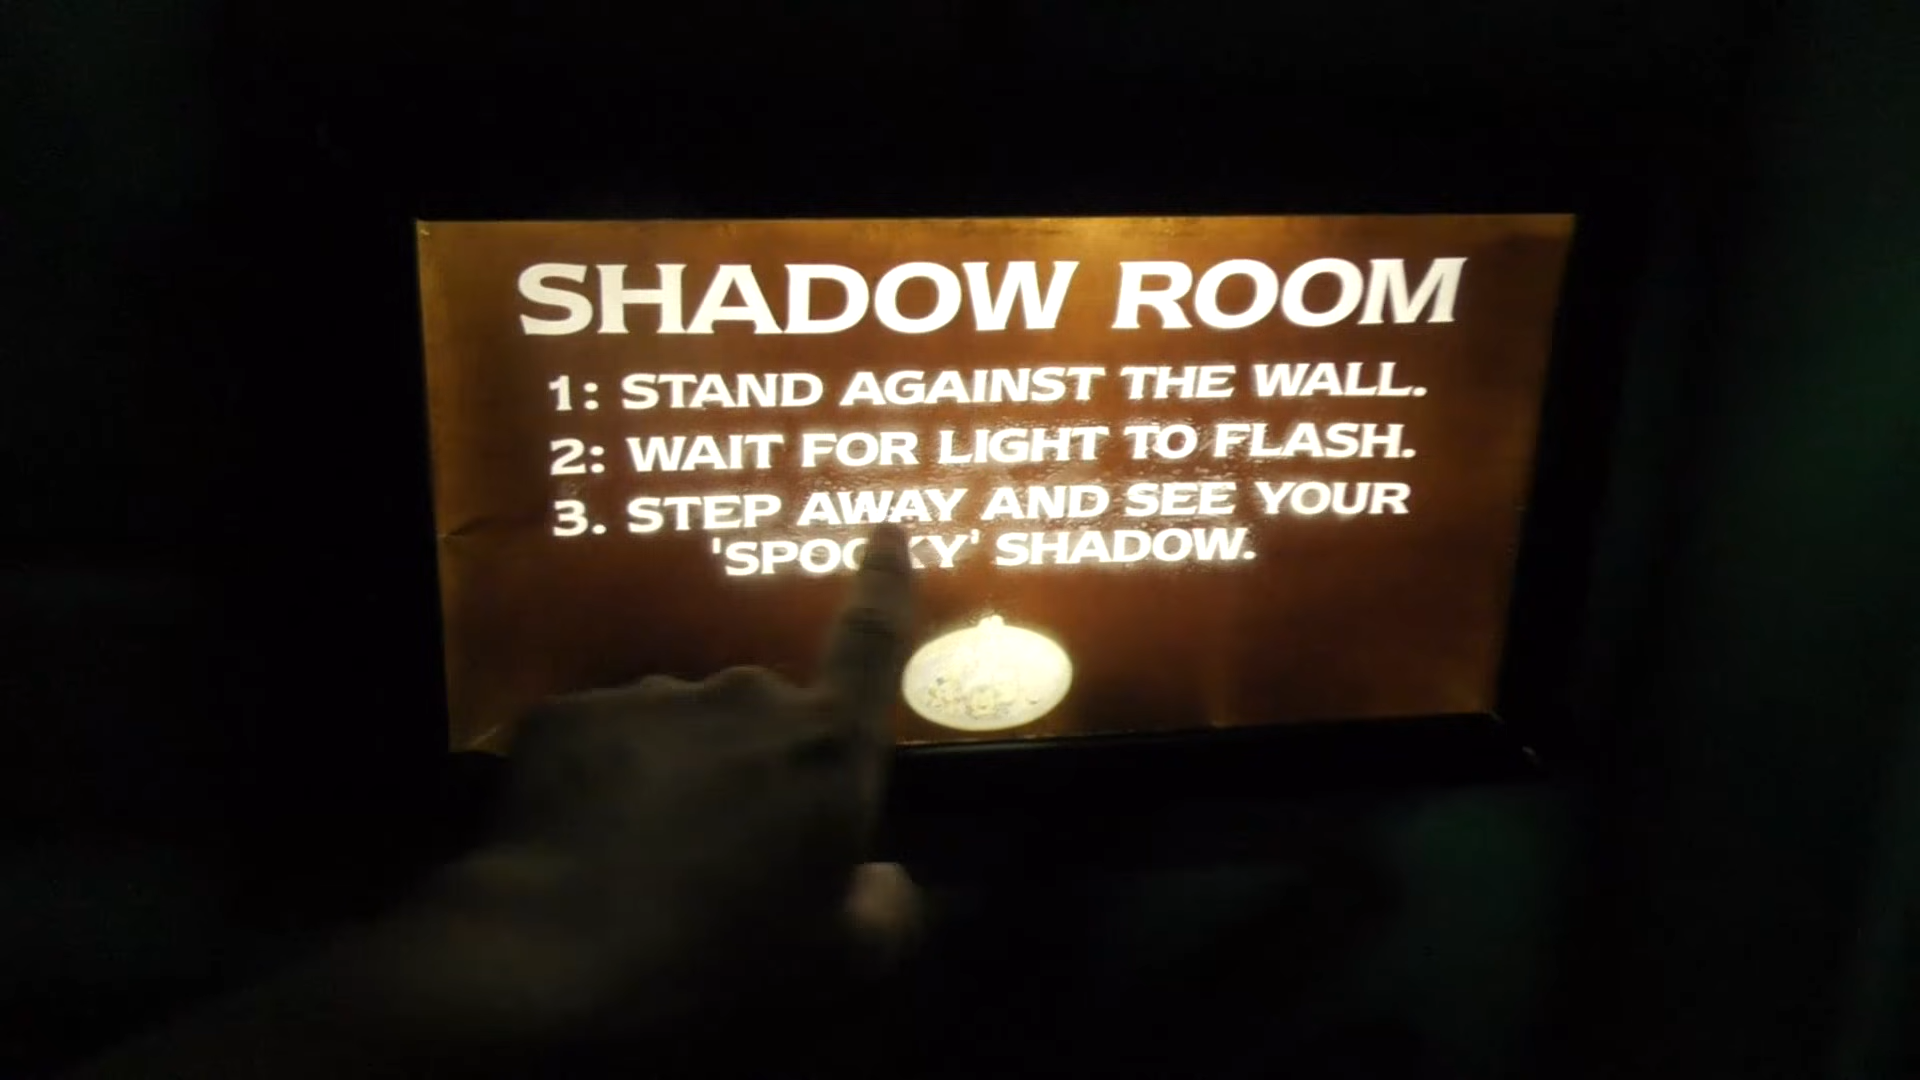 SHADOW ROOM
1: STAND AGAINST THE WALL.
2: WAIT FOR LIGHT TO FLASH.
3. STEP AWAY AND SEE YOUR
'SPOOKY' SHADOW.